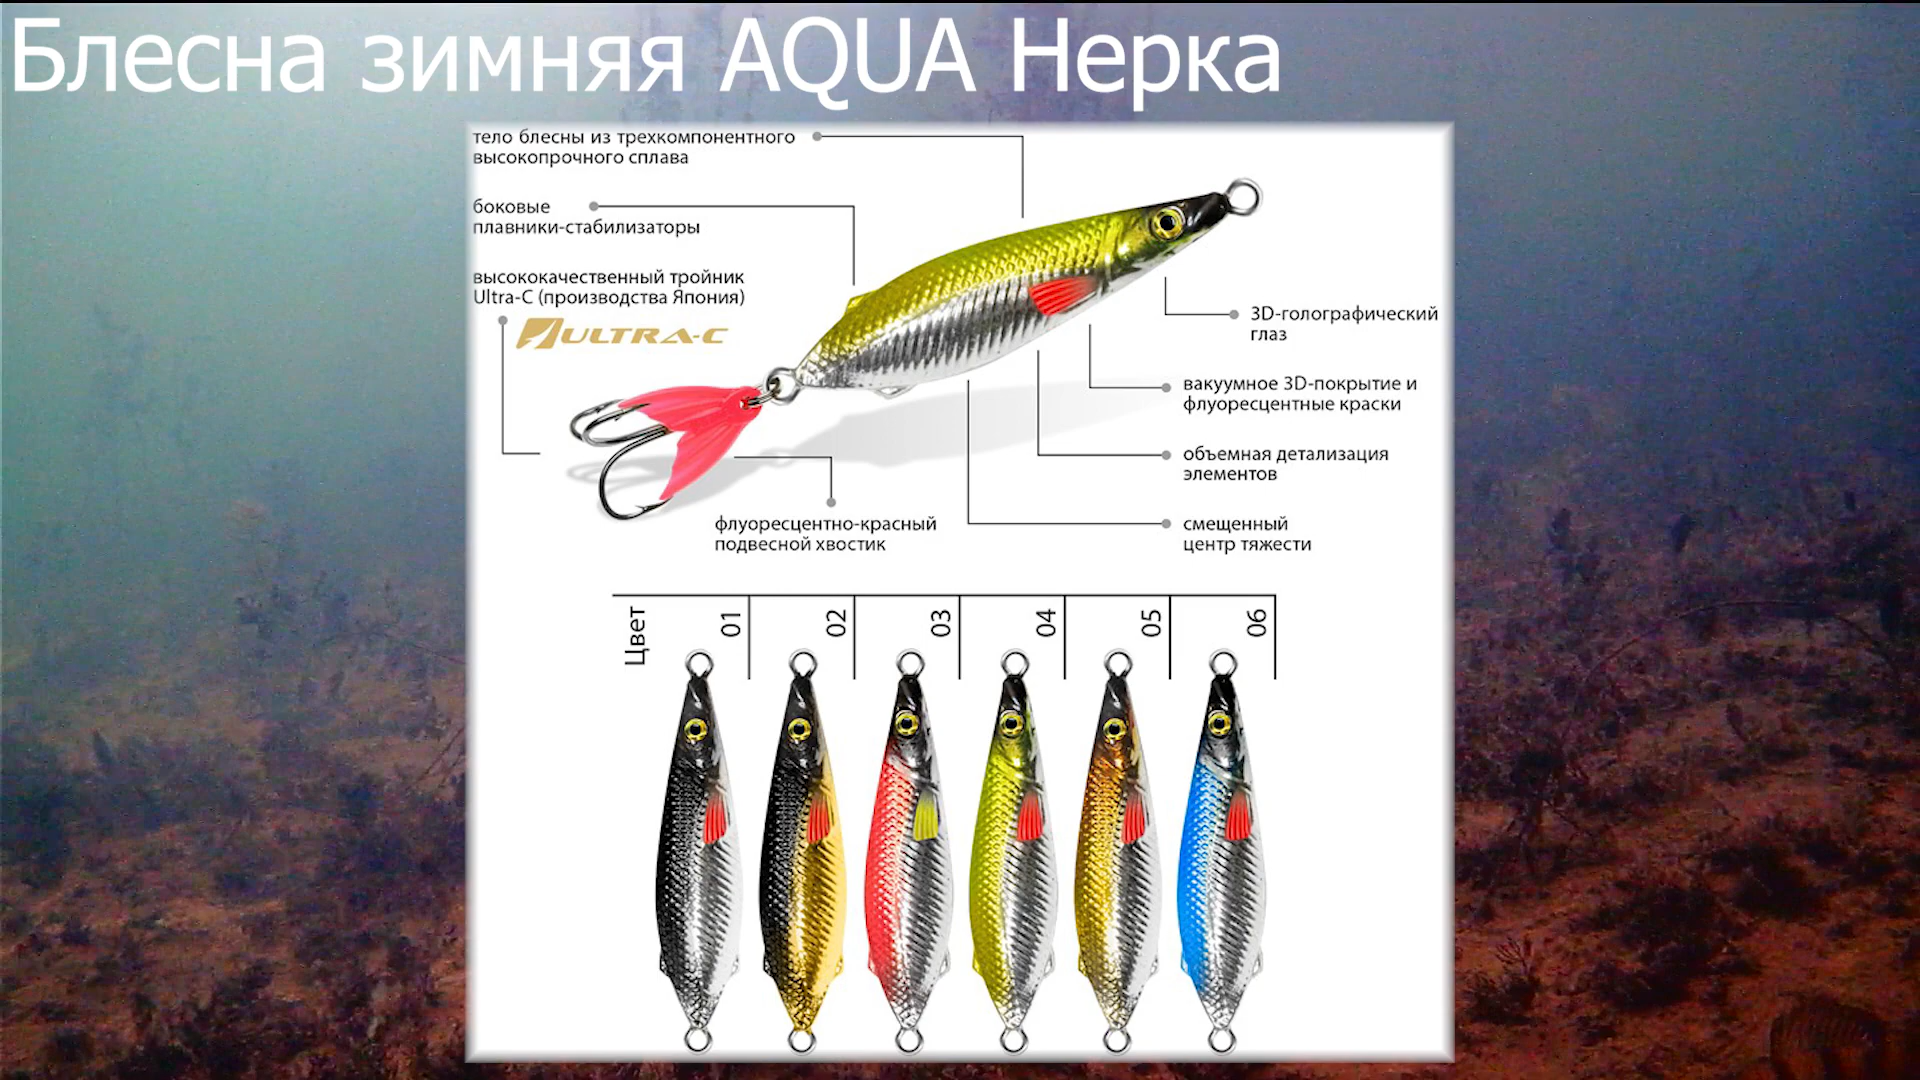 Блесна зимняя AQUA Нерка
тело блесны из трехкомпонентного
высокопрочного сплава
боковые
плавники-стабилизаторы
высококачественный тройник
Ultra-C (производства Япония)
ULTRA-C
3D-голографический
глаз
вакуумное 3D-покрытие и
флуоресцентные краски
объемная детализация
элементов
смещенный
центр тяжести
флуоресцентно-красный
подвесной хвостик
Цвет 01 02 03 04 05 06